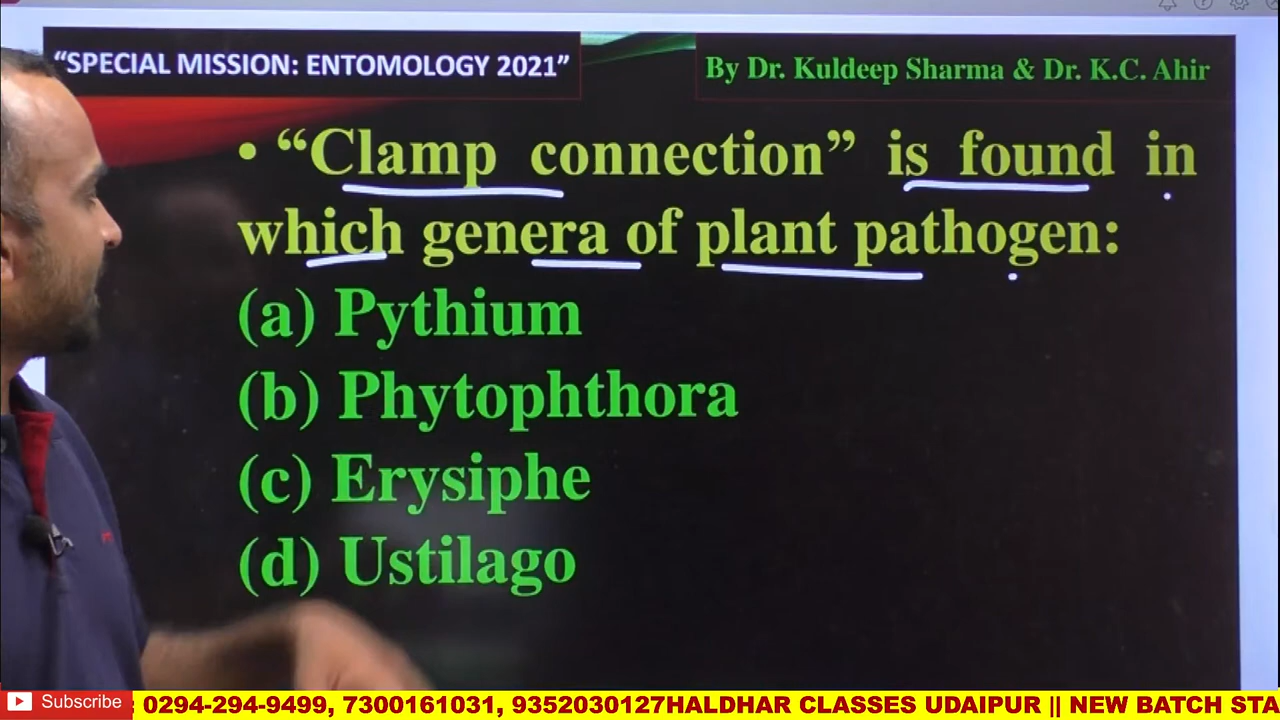 “SPECIAL MISSION: ENTOMOLOGY 2021”
By Dr. Kuldeep Sharma & Dr. K.C. Ahir
• “Clamp connection” is found in
which genera of plant pathogen:
(a) Pythium
(b) Phytophthora
(c) Erysiphe
(d) Ustilago
Subscribe
0294-294-9499, 7300161031, 9352030127HALDHAR CLASSES UDAIPUR || NEW BATCH STA